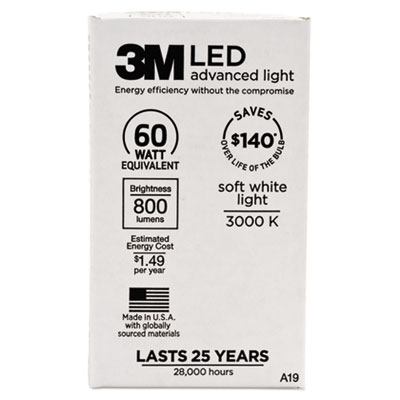 3M LED
advanced light
Energy efficiency without the compromise
60
WATT
EQUIVALENT
SAVES
$140*
OVER LIFE OF THE BULB
Brightness
800
lumens
soft white
light
3000 K
Estimated
Energy Cost
$1.49
per year
Made in U.S.A.
with globally
sourced materials
LASTS 25 YEARS
28,000 hours
A19